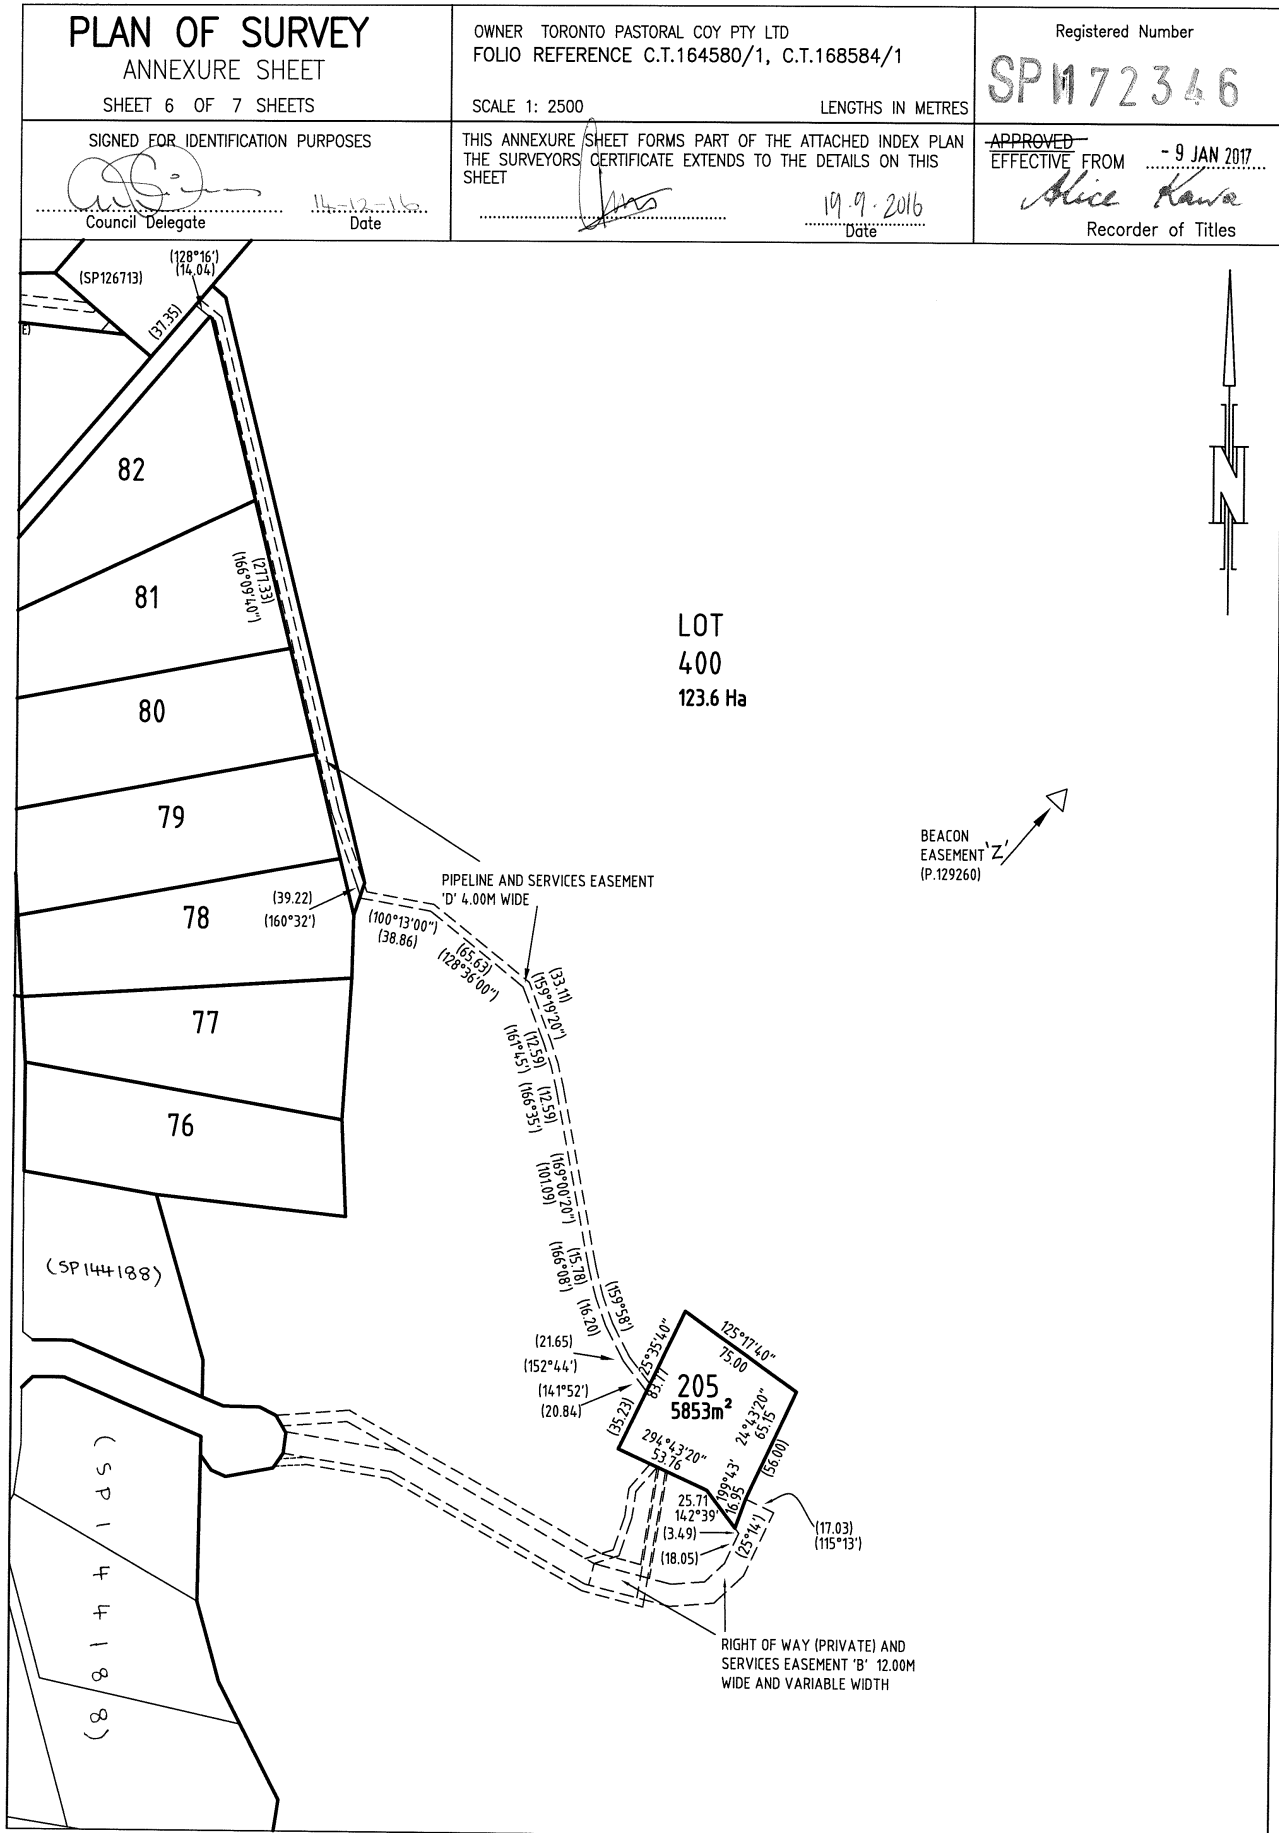 PLAN OF SURVEY
ANNEXURE SHEET
SHEET 6 OF 7 SHEETS
OWNER TORONTO PASTORAL COY PTY LTD
FOLIO REFERENCE C.T.164580/1, C.T.168584/1
SCALE 1: 2500 LENGTHS IN METRES
Registered Number
SP 172346
SIGNED FOR IDENTIFICATION PURPOSES
14-12-16
Council Delegate Date
THIS ANNEXURE SHEET FORMS PART OF THE ATTACHED INDEX PLAN
THE SURVEYORS CERTIFICATE EXTENDS TO THE DETAILS ON THIS
SHEET
19.9.2016
Date
APPROVED
EFFECTIVE FROM - 9 JAN 2017
Alice Kawa
Recorder of Titles
(SP126713)
(128°16')
(14.04)
(37.35)
E)
N
82
81
(277.33)
(166°09'40")
80
79
78
77
76
LOT
400
123.6 Ha
BEACON
EASEMENT 'Z'
(P.129260)
PIPELINE AND SERVICES EASEMENT
'D' 4.00M WIDE
(39.22)
(160°32')
(100°13'00")
(38.86)
(65.63)
(128°36'00")
(33.11)
(159°19'20")
(12.59)
(161°45')
(12.59)
(166°35')
(169°00'20")
(101.09)
(15.78)
(166°08')
(159°58')
(16.20)
(21.65)
(152°44')
(141°52')
(20.84)
(SP144188)
25°35'40"
83.77
(35.23)
125°17'40"
75.00
205
5853m²
24°43'20"
65.15
(56.00)
294°43'20"
53.76
199°43'
16.95
25.71
142°39'
(3.49)
(18.05)
(25°14')
(17.03)
(115°13')
RIGHT OF WAY (PRIVATE) AND
SERVICES EASEMENT 'B' 12.00M
WIDE AND VARIABLE WIDTH
(SP144188)